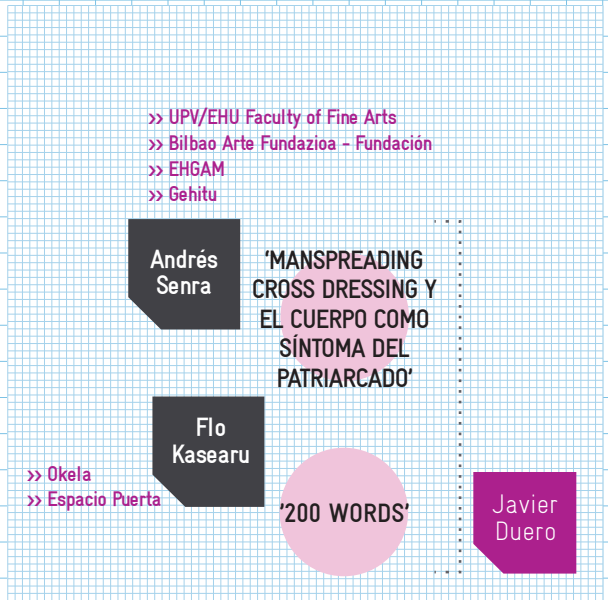 ›› UPV/EHU Faculty of Fine Arts
›› Bilbao Arte Fundazioa - Fundación
›› EHGAM
›› Gehitu
Andrés
Senra
‘MANSPREADING
CROSS DRESSING Y
EL CUERPO COMO
SÍNTOMA DEL
PATRIARCADO’
Flo
Kasearu
›› Okela
›› Espacio Puerta
‘200 WORDS’
Javier
Duero